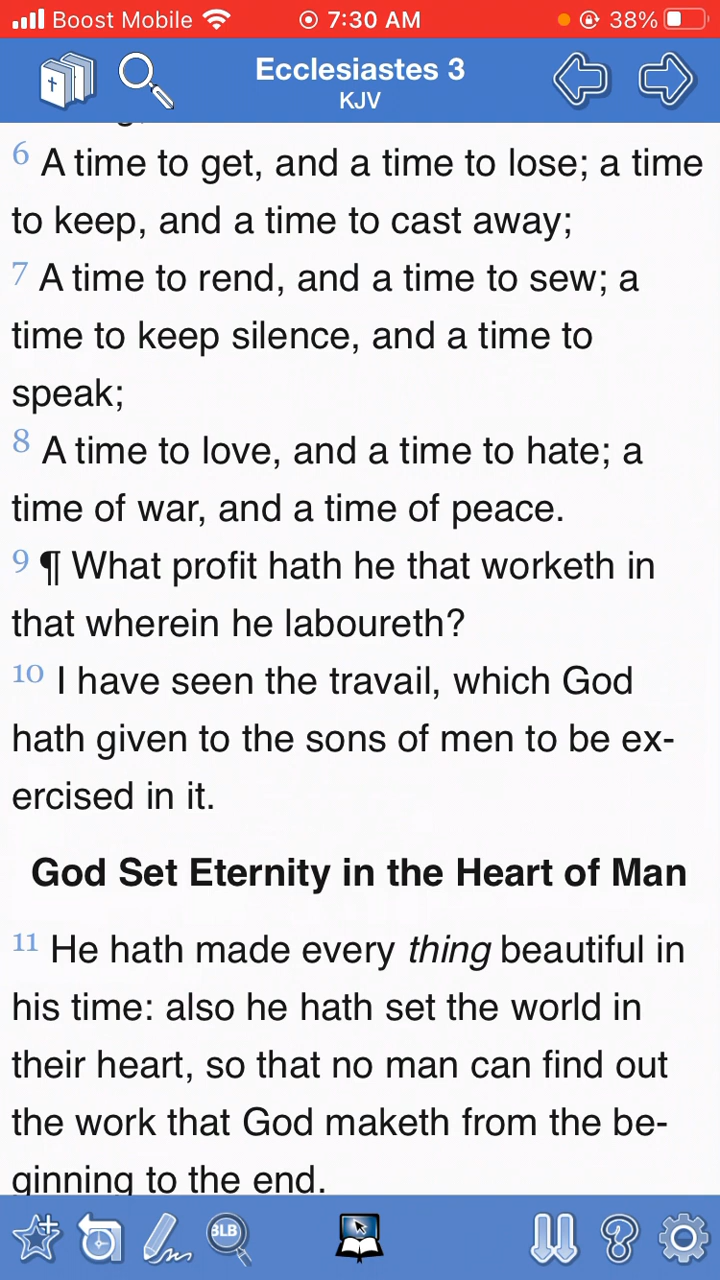 Boost Mobile 7:30 AM 38%
Ecclesiastes 3
KJV
6 A time to get, and a time to lose; a time
to keep, and a time to cast away;
7 A time to rend, and a time to sew; a
time to keep silence, and a time to
speak;
8 A time to love, and a time to hate; a
time of war, and a time of peace.
9 ¶ What profit hath he that worketh in
that wherein he laboureth?
10 I have seen the travail, which God
hath given to the sons of men to be ex-
ercised in it.
God Set Eternity in the Heart of Man
11 He hath made every thing beautiful in
his time: also he hath set the world in
their heart, so that no man can find out
the work that God maketh from the be-
ginning to the end.
BLB